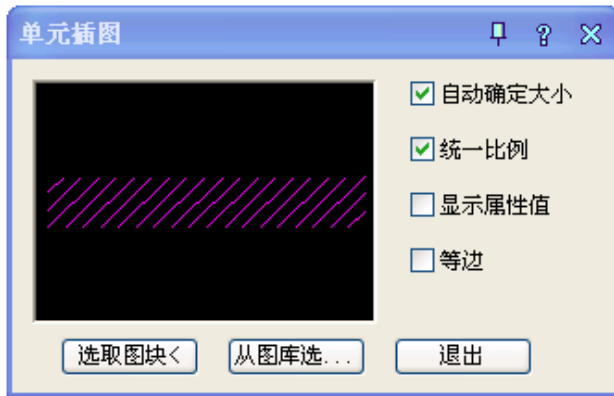 单元插图
自动确定大小
统一比例
显示属性值
等边
选取图块<
从图库选...
退出